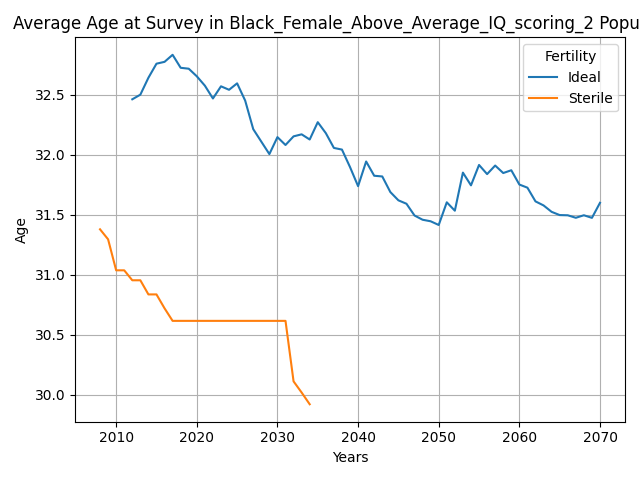 Average Age at Survey in Black_Female_Above_Average_IQ_scoring_2 Popu
Fertility
Ideal
Sterile
32.5
32.0
31.5
31.0
30.5
30.0
Age
2010 2020 2030 2040 2050 2060 2070
Years